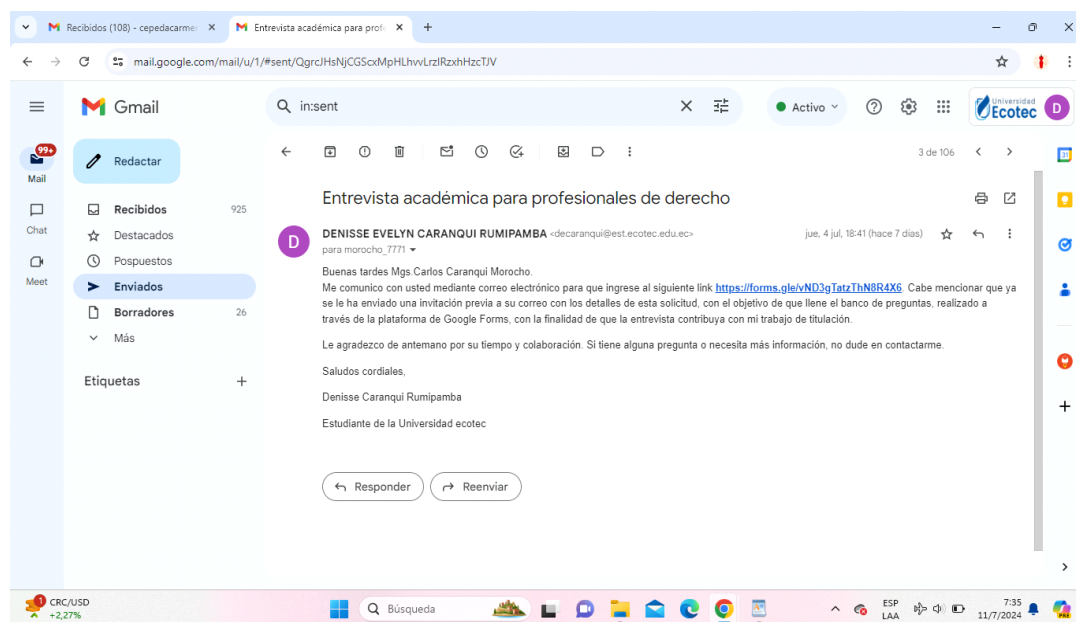 Recibidos (108) - cepedacarmen
Entrevista académica para profe
mail.google.com/mail/u/1/#sent/QgrcJHsNjCGScxMpHLhvvLrzlRzxhHzcTJV
Gmail
in:sent
Activo
Universidad
Ecotec
D
99+
Mail
Chat
Meet
Redactar
Recibidos 925
Destacados
Pospuestos
Enviados
Borradores 26
Más
Etiquetas
3 de 106
31
Entrevista académica para profesionales de derecho
D
DENISSE EVELYN CARANQUI RUMIPAMBA <decaranqui@est.ecotec.edu.ec>
jue, 4 jul, 18:41 (hace 7 días)
para morocho_7771
Buenas tardes Mgs.Carlos Caranqui Morocho.
Me comunico con usted mediante correo electrónico para que ingrese al siguiente link https://forms.gle/vND3gTatzThN8R4X6. Cabe mencionar que ya
se le ha enviado una invitación previa a su correo con los detalles de esta solicitud, con el objetivo de que llene el banco de preguntas, realizado a
través de la plataforma de Google Forms, con la finalidad de que la entrevista contribuya con mi trabajo de titulación.
Le agradezco de antemano por su tiempo y colaboración. Si tiene alguna pregunta o necesita más información, no dude en contactarme.
Saludos cordiales,
Denisse Caranqui Rumipamba
Estudiante de la Universidad ecotec
Responder
Reenviar
1
CRC/USD
+2,27%
Búsqueda
ESP
LAA
7:35
11/7/2024
PRE